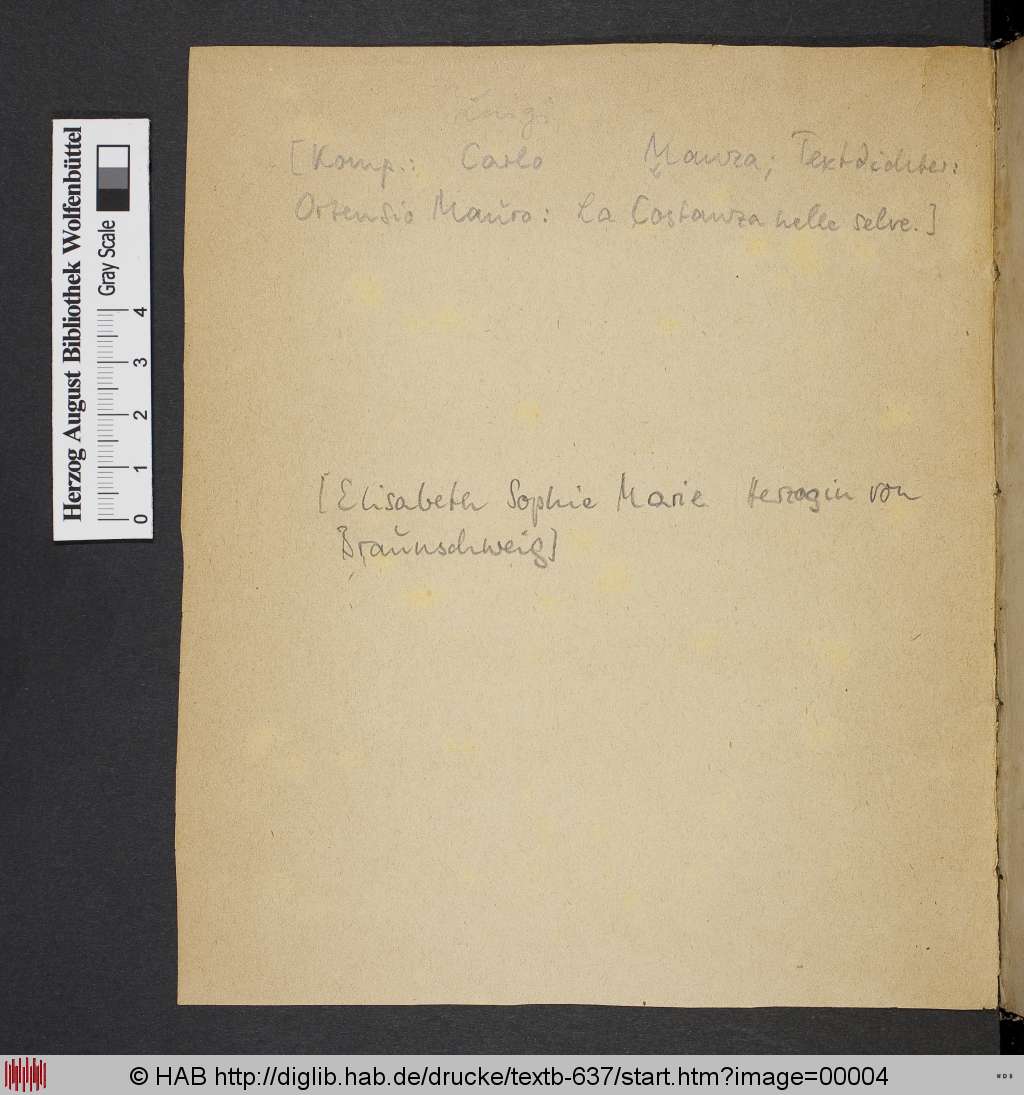 [Komp.: Carlo Manza; Textdichter:
Ortensio Mauro: La Costanza nelle selve.]
[Elisabeth Sophie Marie Herzogin von
Braunschweig]
Herzog August Bibliothek Wolfenbüttel
Gray Scale
0 1 2 3 4
© HAB http://diglib.hab.de/drucke/textb-637/start.htm?image=00004